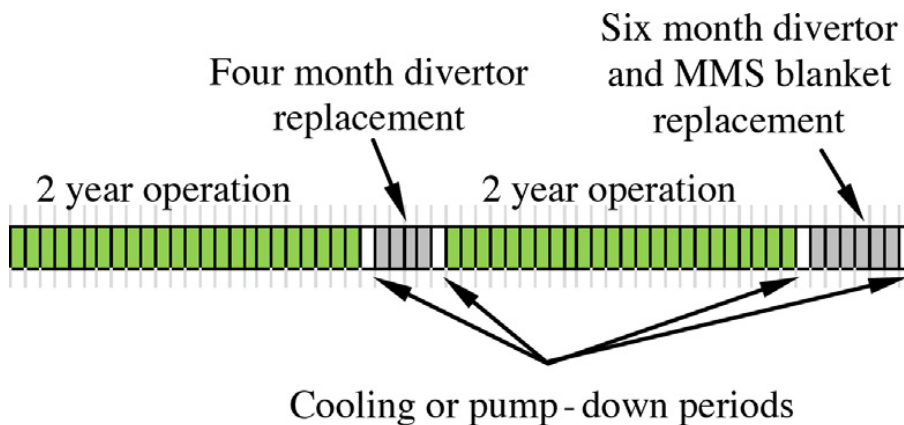 Six month divertor
and MMS blanket
replacement
Four month divertor
replacement
2 year operation
2 year operation
Cooling or pump-down periods